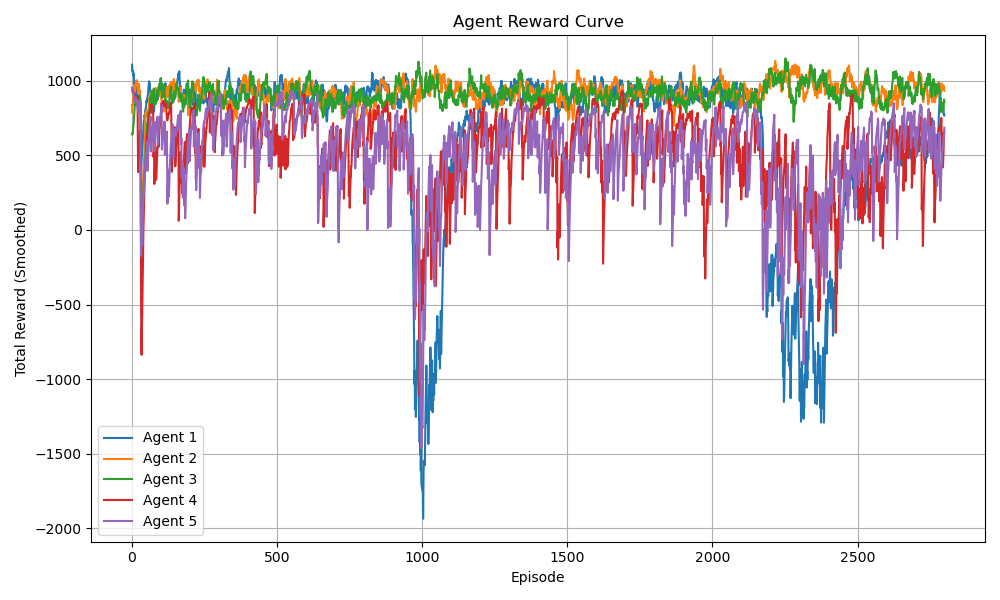 Agent Reward Curve
Total Reward (Smoothed)
1000
500
0
−500
−1000
−1500
−2000
Agent 1
Agent 2
Agent 3
Agent 4
Agent 5
0 500 1000 1500 2000 2500
Episode